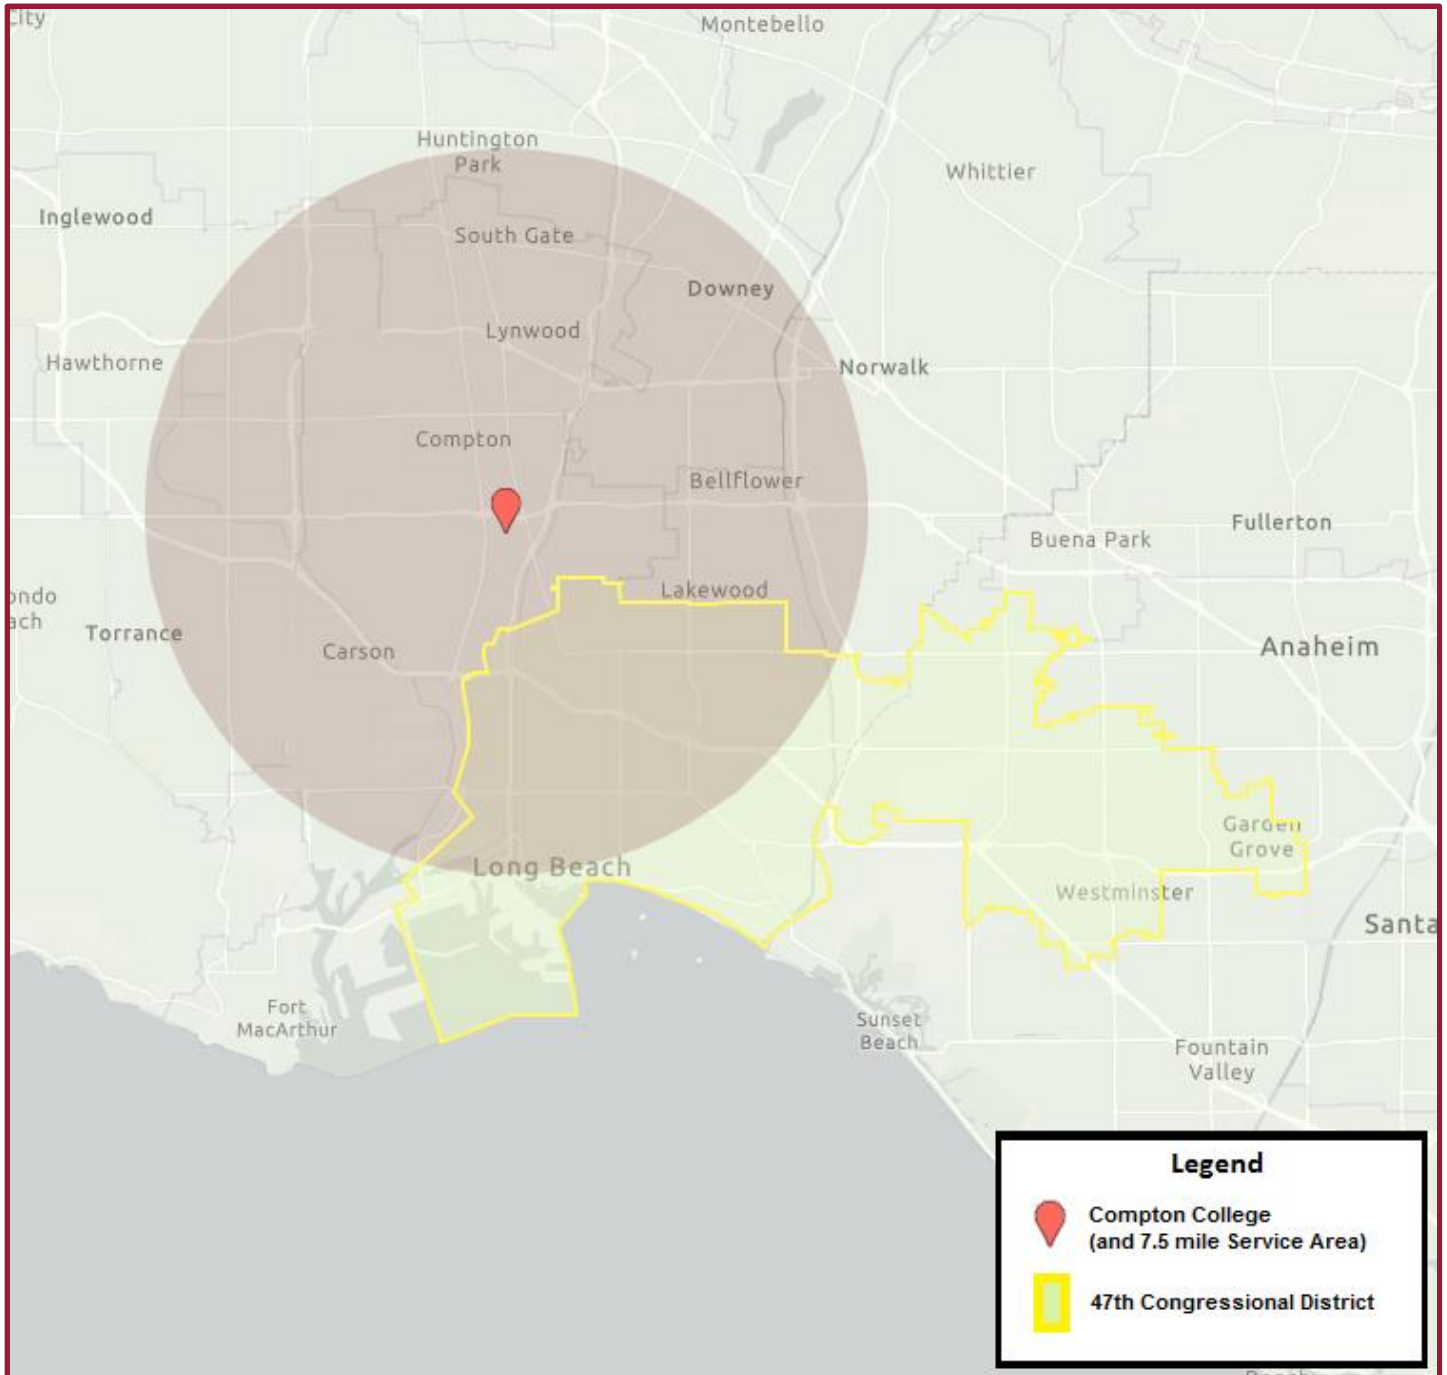 City
Montebello
Huntington
Park
Whittier
Inglewood
South Gate
Downey
Lynwood
Hawthorne
Norwalk
Compton
Bellflower
Fullerton
Buena Park
Lakewood
ondo
ach
Torrance
Carson
Anaheim
Garden
Grove
Long Beach
Westminster
Santa
Fort
MacArthur
Sunset
Beach
Fountain
Valley
Legend
Compton College
(and 7.5 mile Service Area)
47th Congressional District